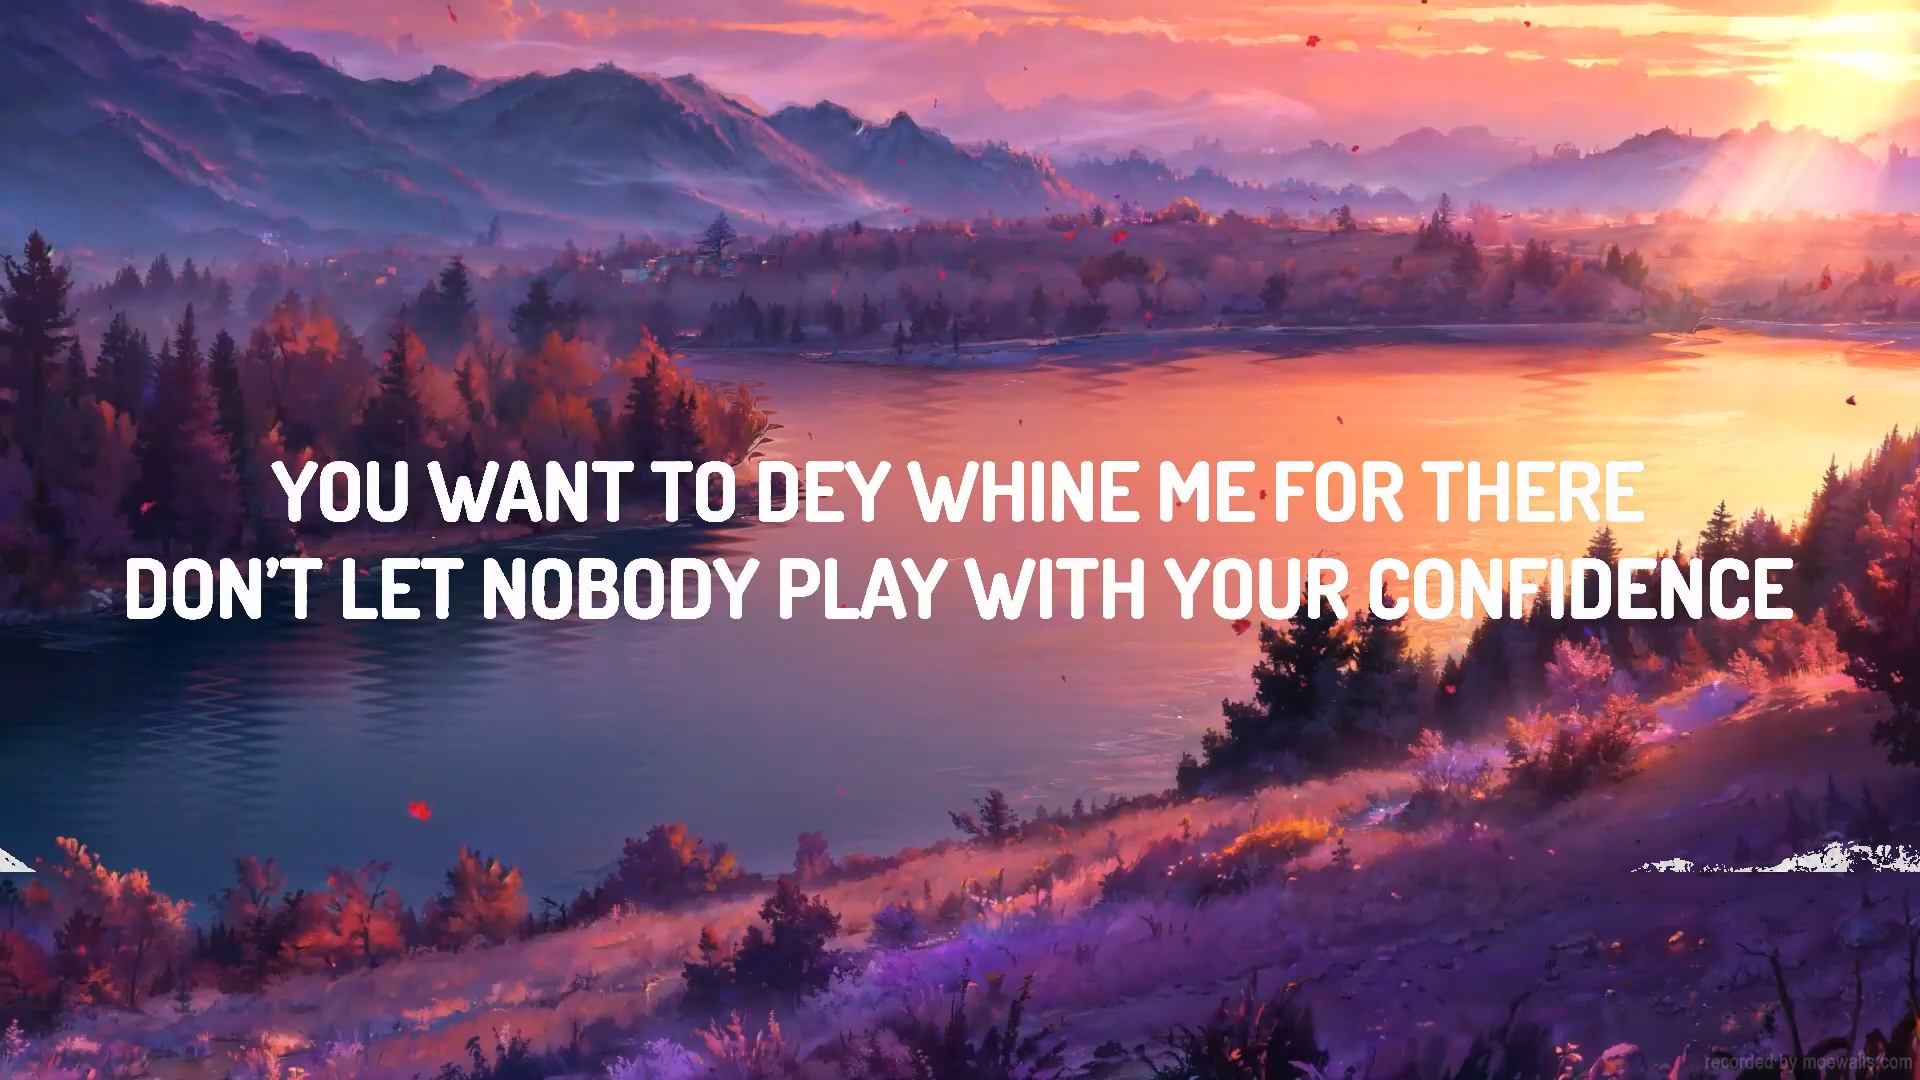 YOU WANT TO DEY WHINE ME FOR THERE
DON'T LET NOBODY PLAY WITH YOUR CONFIDENCE
recorded by moewalls.com